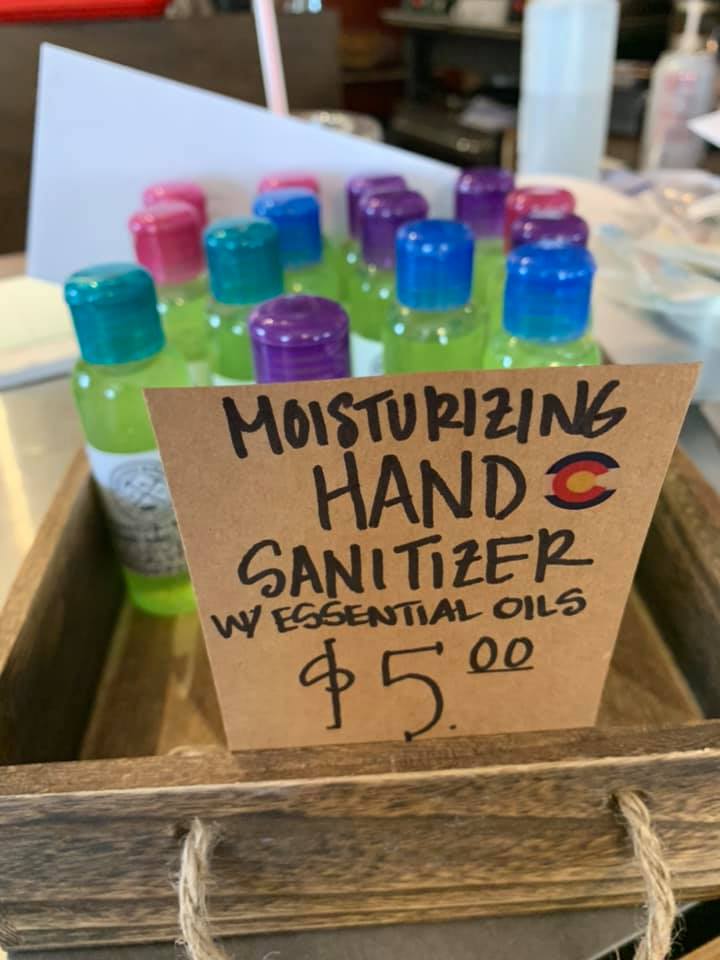 MOISTURIZING
HAND
SANITIZER
W/ ESSENTIAL OILS
$5.00